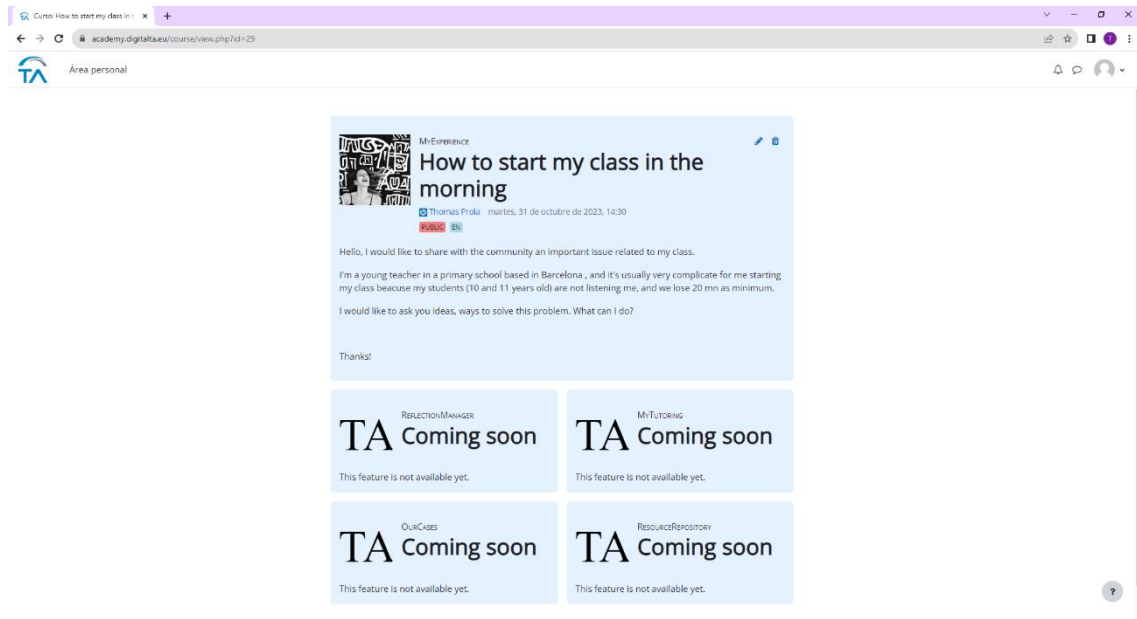 Curso: How to start my class in t
academy.digitalta.eu/course/view.php?id=29
TA
Área personal
MyExperience
How to start my class in the
morning
Thomas Prola martes, 31 de octubre de 2023, 14:30
PUBLIC EN
Hello, I would like to share with the community an important issue related to my class.
I'm a young teacher in a primary school based in Barcelona , and it's usually very complicate for me starting
my class beacuse my students (10 and 11 years old) are not listening me, and we lose 20 mn as minimum.
I would like to ask you ideas, ways to solve this problem. What can I do?
Thanks!
ReflectionManager
TA Coming soon
This feature is not available yet.
MyTutoring
TA Coming soon
This feature is not available yet.
OurCases
TA Coming soon
This feature is not available yet.
ResourceRepository
TA Coming soon
This feature is not available yet.
?